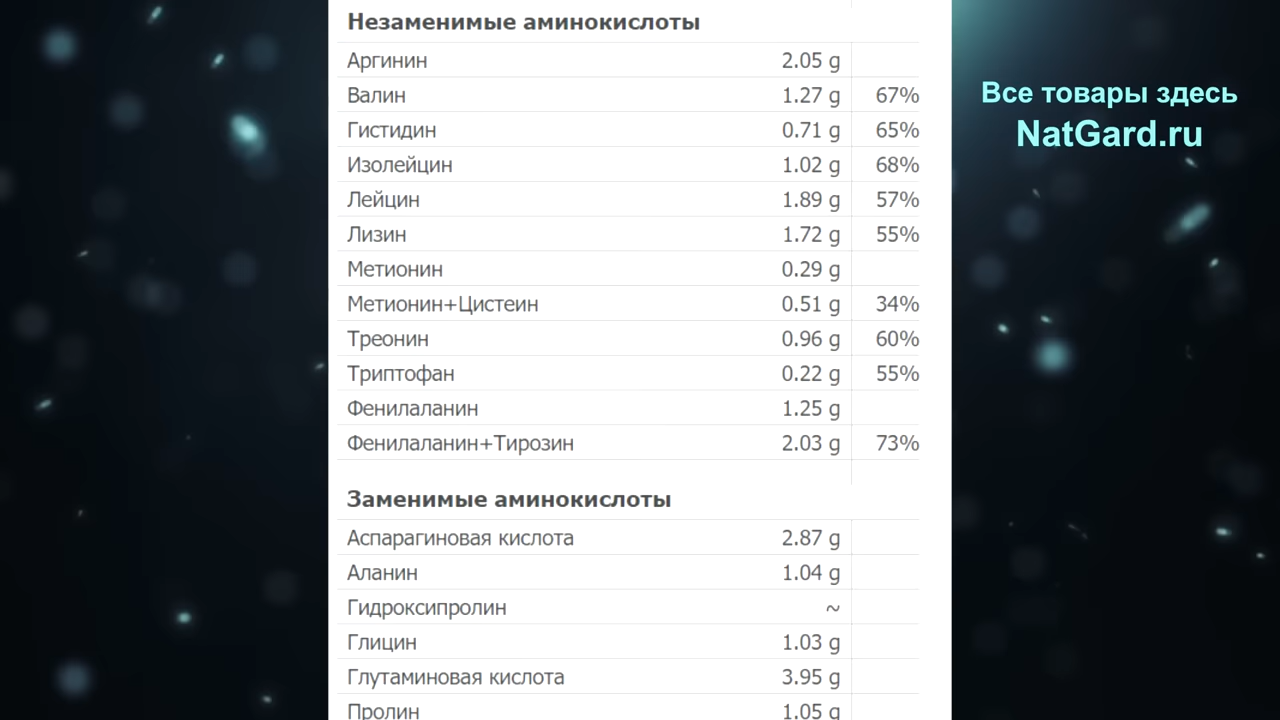 Незаменимые аминокислоты
Аргинин 2.05 g
Валин 1.27 g 67%
Гистидин 0.71 g 65%
Изолейцин 1.02 g 68%
Лейцин 1.89 g 57%
Лизин 1.72 g 55%
Метионин 0.29 g
Метионин+Цистеин 0.51 g 34%
Треонин 0.96 g 60%
Триптофан 0.22 g 55%
Фенилаланин 1.25 g
Фенилаланин+Тирозин 2.03 g 73%
Заменимые аминокислоты
Аспарагиновая кислота 2.87 g
Аланин 1.04 g
Гидроксипролин ~
Глицин 1.03 g
Глутаминовая кислота 3.95 g
Пролин 1.05 g
Все товары здесь
NatGard.ru